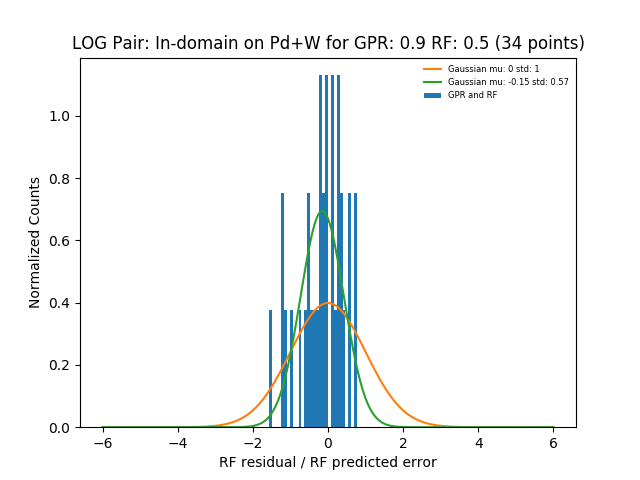 LOG Pair: In-domain on Pd+W for GPR: 0.9 RF: 0.5 (34 points)
Gaussian mu: 0 std: 1
Gaussian mu: -0.15 std: 0.57
GPR and RF
Normalized Counts
1.0
0.8
0.6
0.4
0.2
0.0
−6 −4 −2 0 2 4 6
RF residual / RF predicted error